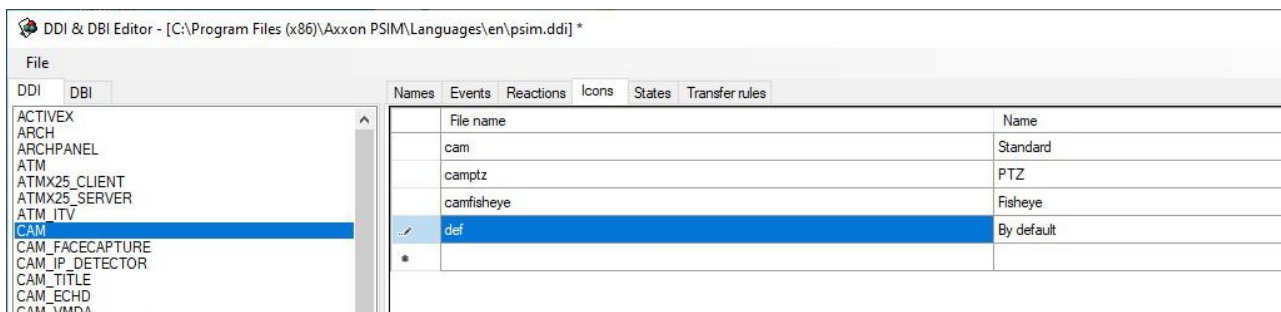 DDI & DBI Editor - [C:\Program Files (x86)\Axxon PSIM\Languages\en\psim.ddi] *
File
DDI DBI
Names Events Reactions Icons States Transfer rules
ACTIVEX
ARCH
ARCHPANEL
ATM
ATMX25_CLIENT
ATMX25_SERVER
ATM_ITV
CAM
CAM_FACECAPTURE
CAM_IP_DETECTOR
CAM_TITLE
CAM_ECHD
CAM_VMDA
File name Name
cam Standard
camptz PTZ
camfisheye Fisheye
def By default